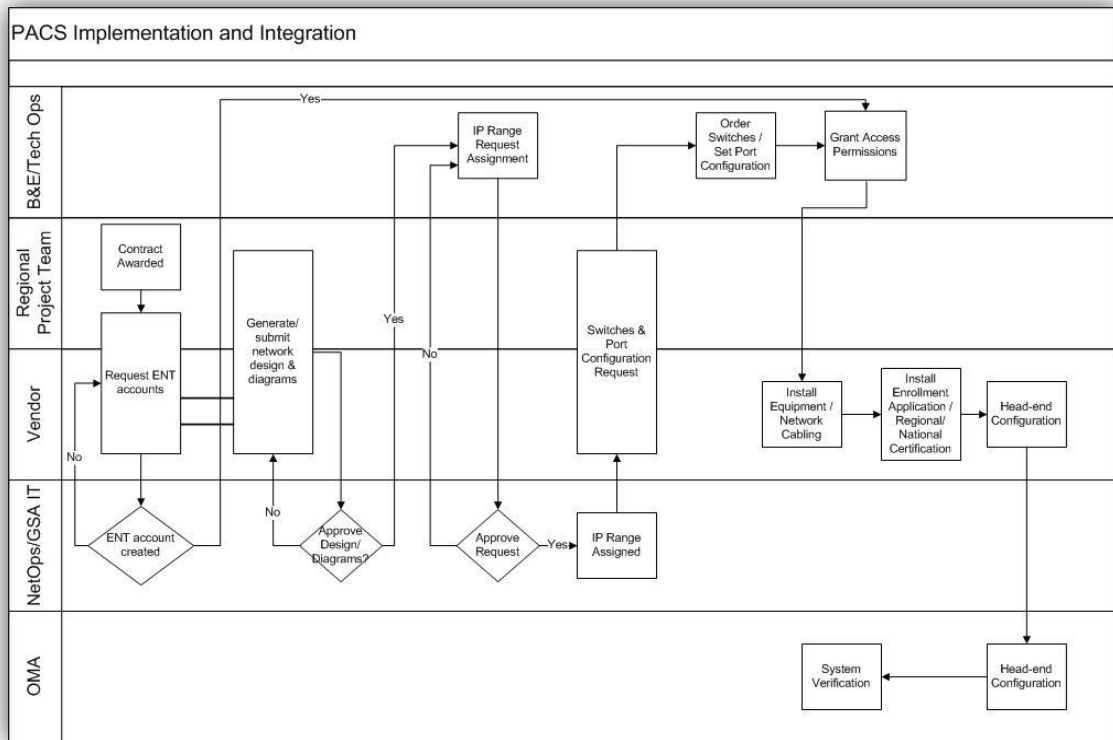 PACS Implementation and Integration
B&E/Tech Ops
Yes
IP Range
Request
Assignment
Order
Switches /
Set Port
Configuration
Grant Access
Permissions
Regional
Project Team
Contract
Awarded
Generate/
submit
network
design &
diagrams
Yes
No
Switches &
Port
Configuration
Request
Vendor
Request ENT
accounts
No
Install
Equipment /
Network
Cabling
Install
Enrollment
Application /
Regional/
National
Certification
Head-end
Configuration
NetOps/GSA IT
ENT account
created
No
Approve
Design/
Diagrams?
Approve
Request
Yes
IP Range
Assigned
OMA
System
Verification
Head-end
Configuration